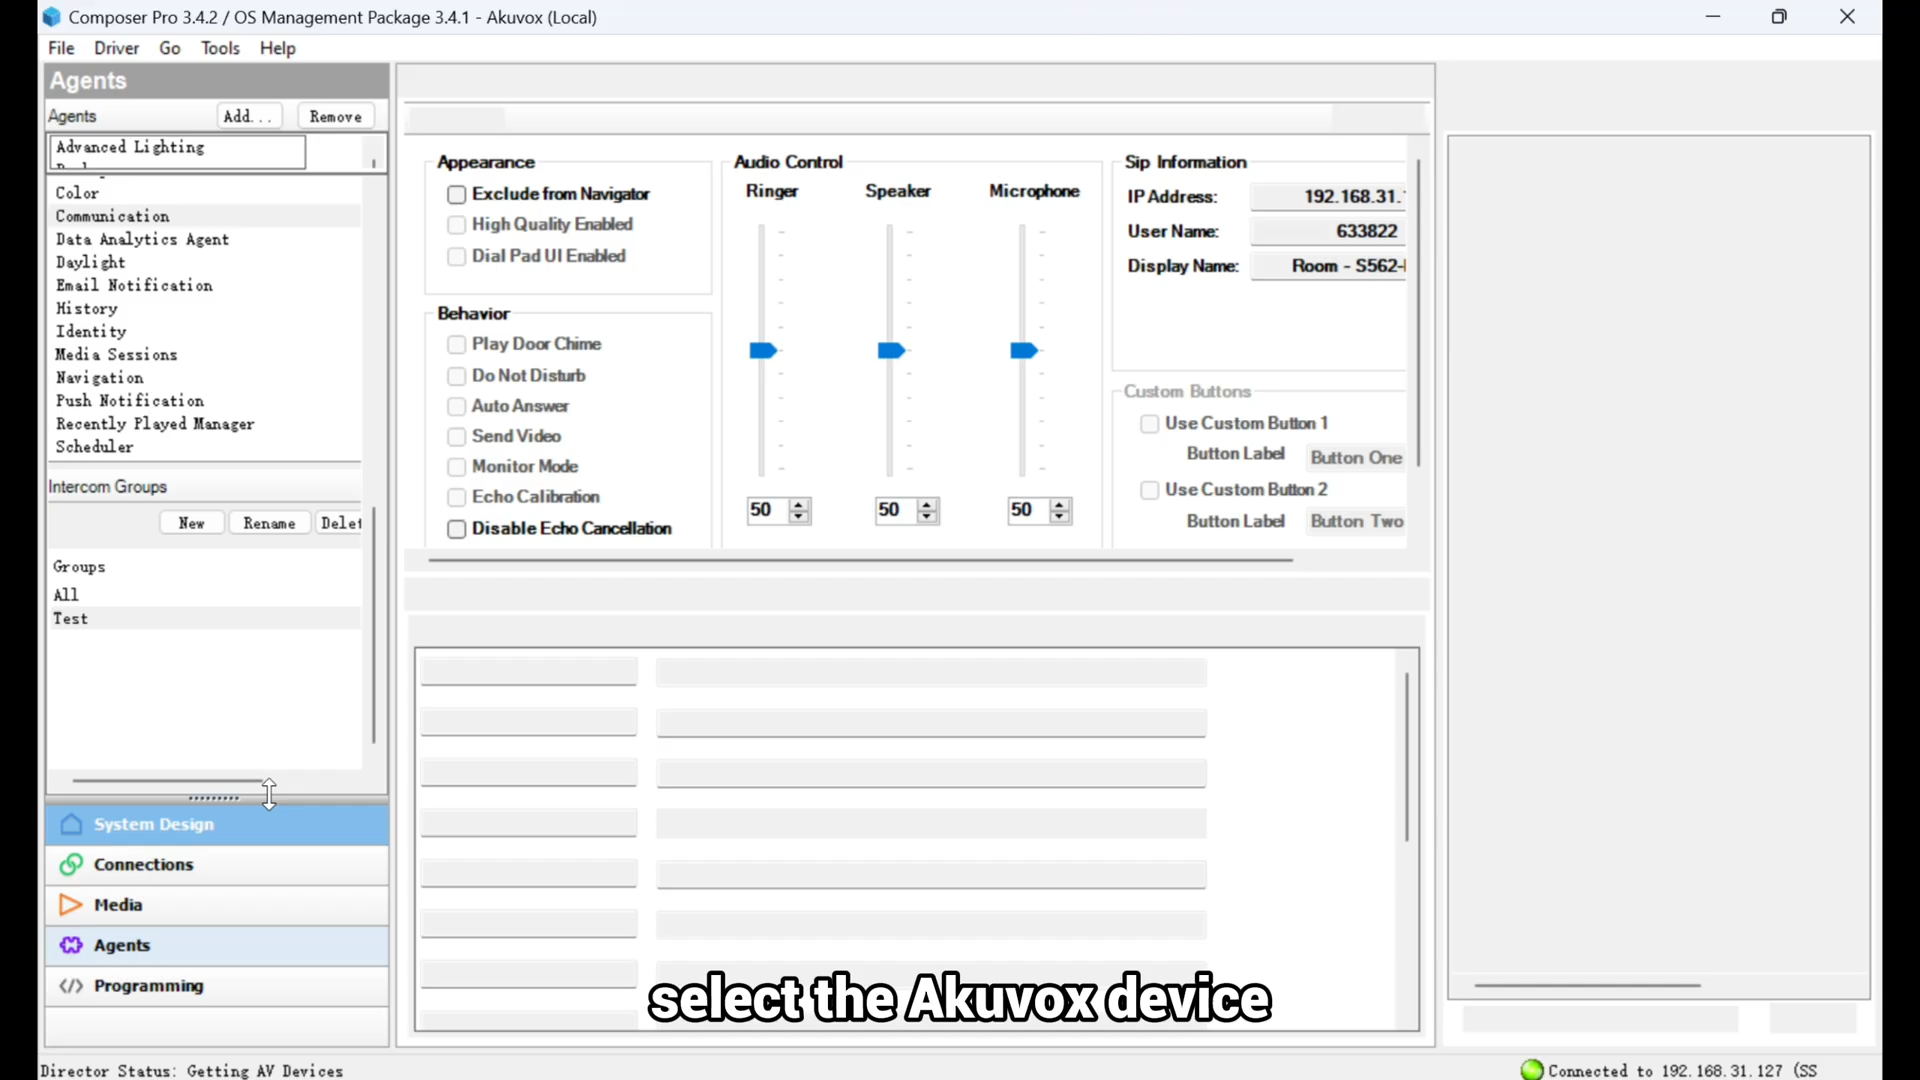 Composer Pro 3.4.2 / OS Management Package 3.4.1 - Akuvox (Local)
File Driver Go Tools Help
Agents
Agents Add... Remove
Advanced Lighting
Color
Communication
Data Analytics Agent
Daylight
Email Notification
History
Identity
Media Sessions
Navigation
Push Notification
Recently Played Manager
Scheduler
Intercom Groups
New Rename Delet
Groups
All
Test
System Design
Connections
Media
Agents
Programming
Appearance
Exclude from Navigator
High Quality Enabled
Dial Pad UI Enabled
Behavior
Play Door Chime
Do Not Disturb
Auto Answer
Send Video
Monitor Mode
Echo Calibration
Disable Echo Cancellation
Audio Control
Ringer Speaker Microphone
50 50 50
Sip Information
IP Address: 192.168.31.
User Name: 633822
Display Name: Room - S562-
Custom Buttons
Use Custom Button 1
Button Label Button One
Use Custom Button 2
Button Label Button Two
select the Akuvox device
Director Status: Getting AV Devices
Connected to 192.168.31.127 (SS